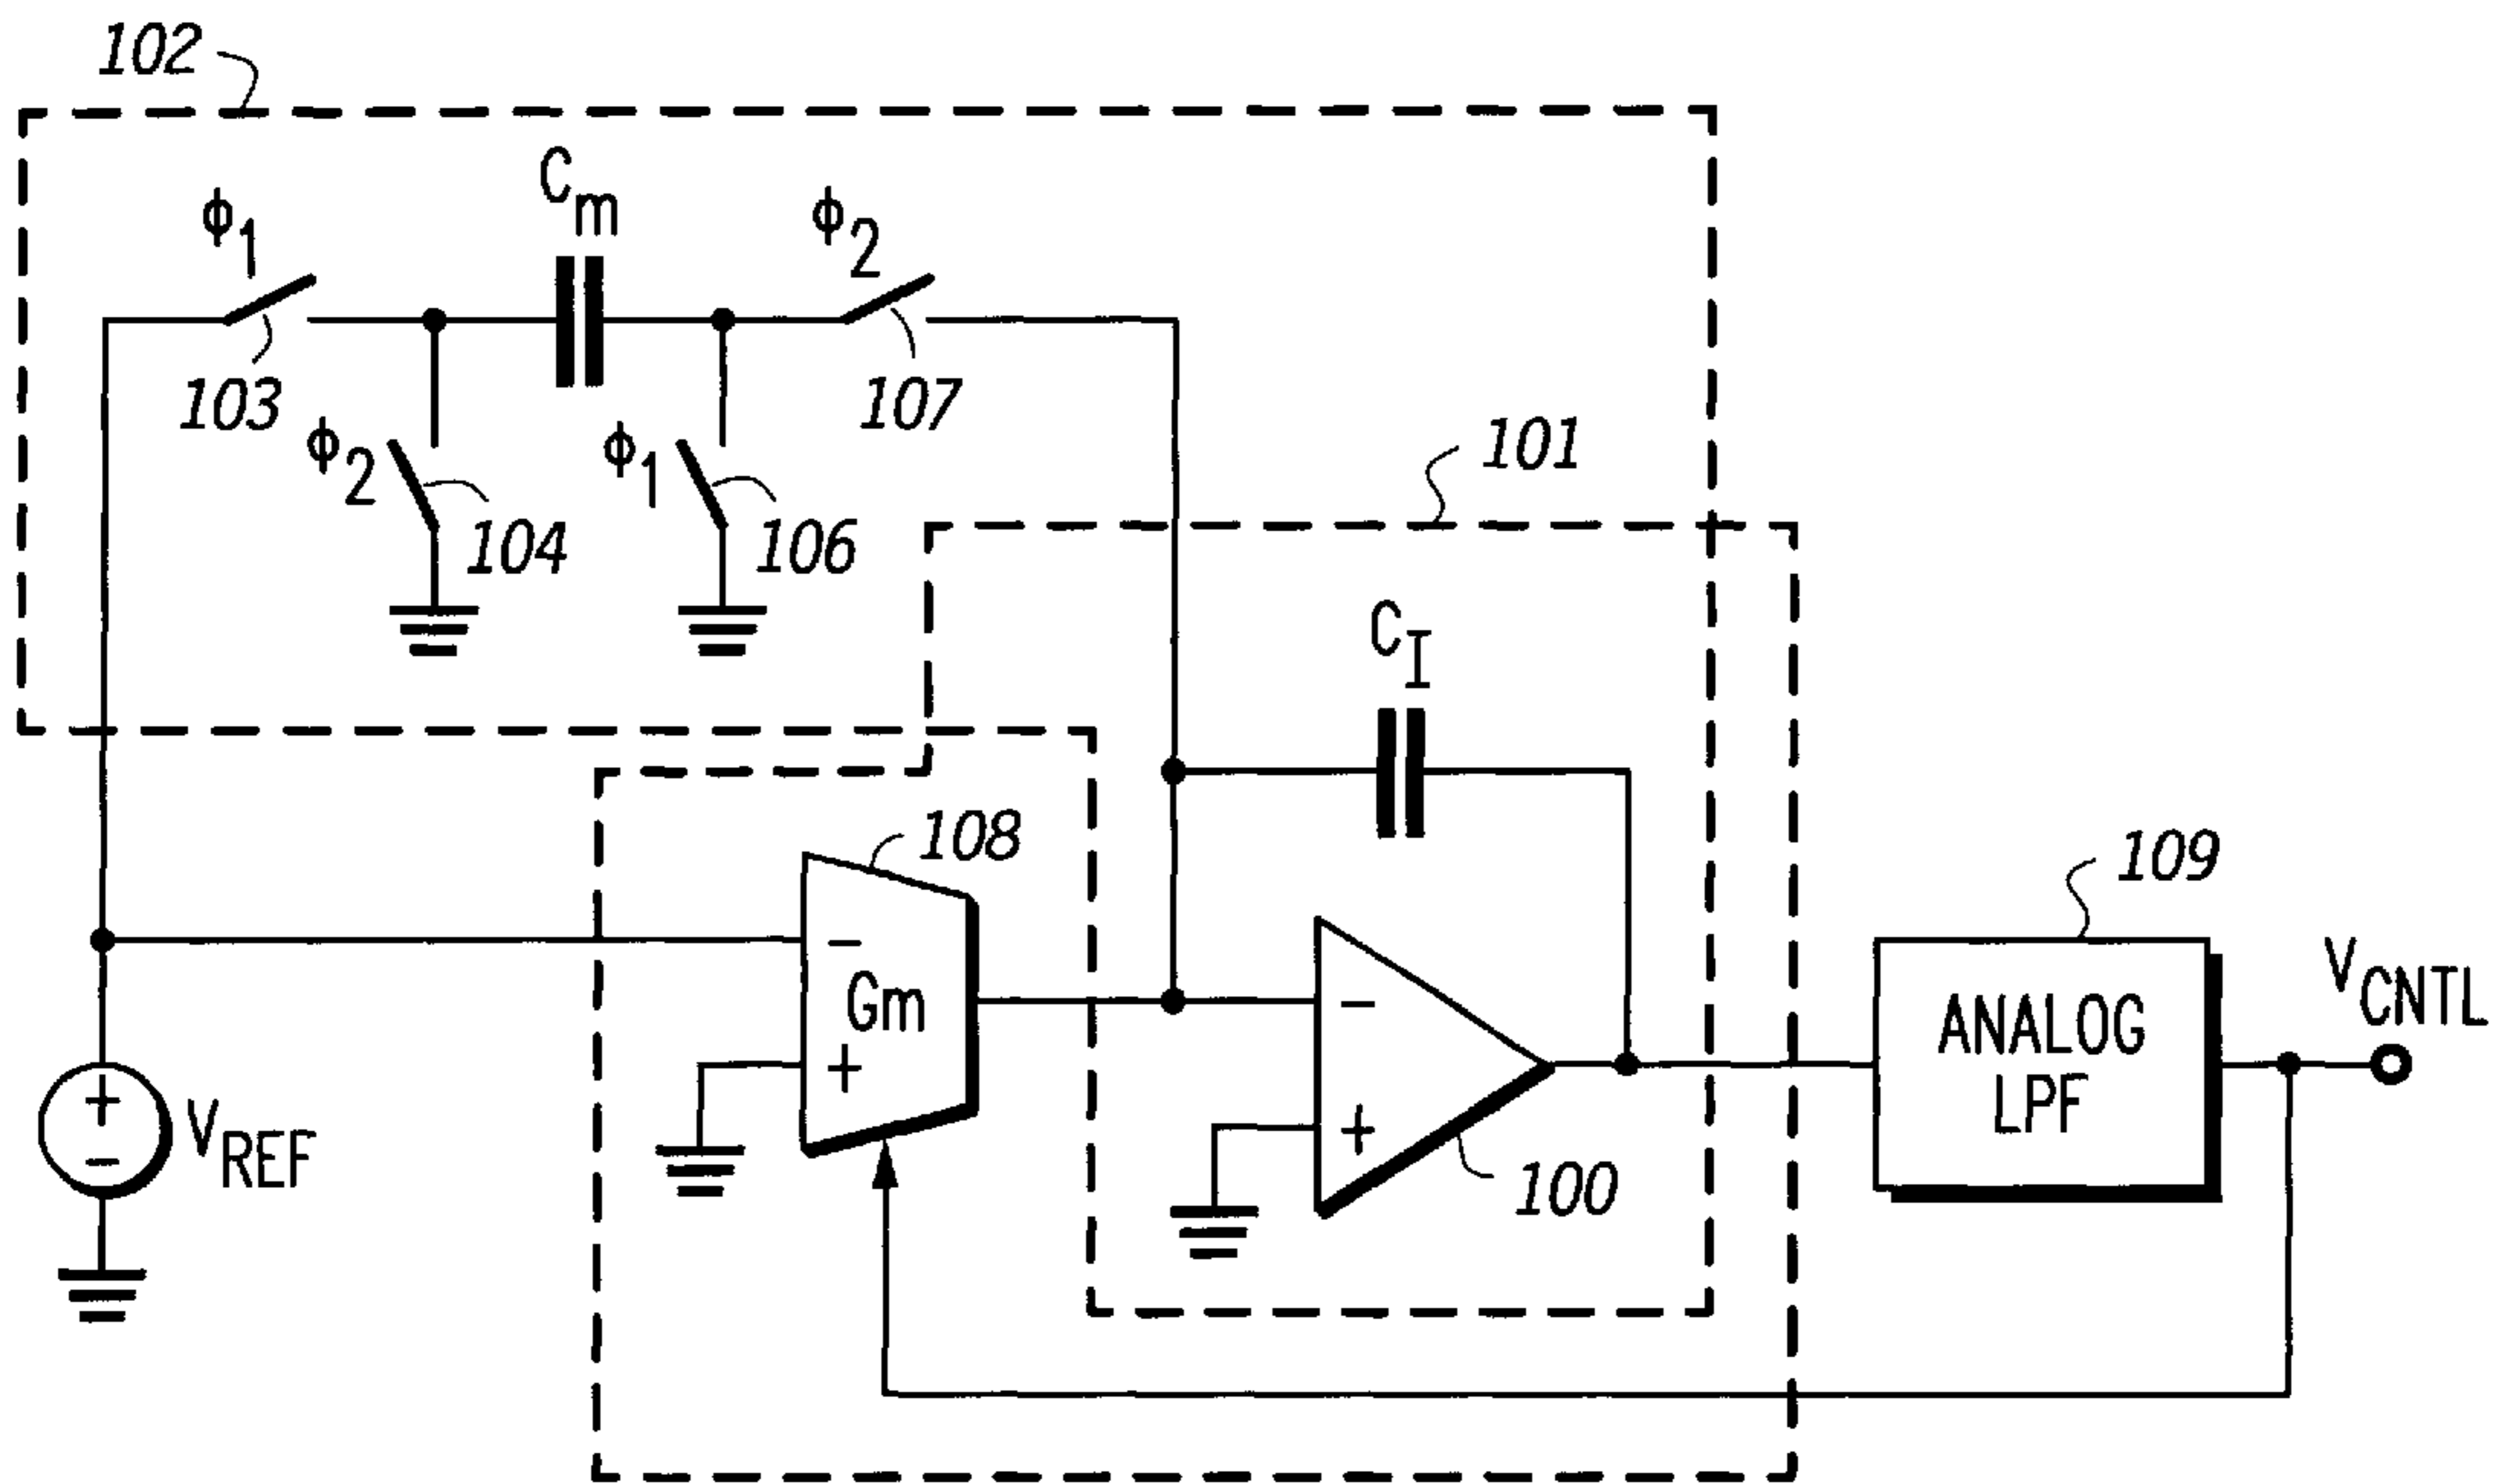 102
Cm
ϕ1
ϕ2
103
107
ϕ2
ϕ1
101
104
106
CI
108
109
−
Gm
+
−
+
100
ANALOG
LPF
VCNTL
+
−
VREF